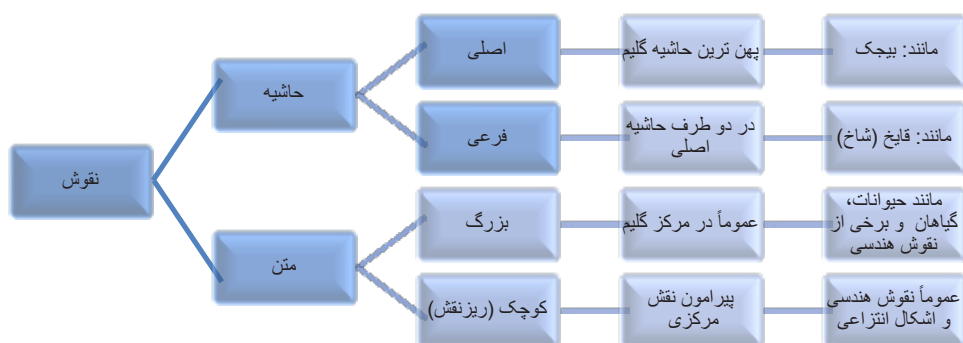 نقوش
حاشیه
اصلی
پهن ترین حاشیه گلیم
مانند: بیجک
فرعی
در دو طرف حاشیه
اصلی
مانند: قایخ (شاخ)
متن
بزرگ
عموماً در مرکز گلیم
مانند حیوانات،
گیاهان و برخی از
نقوش هندسی
کوچک (ریزنقش)
پیرامون نقش
مرکزی
عموماً نقوش هندسی
و اشکال انتزاعی